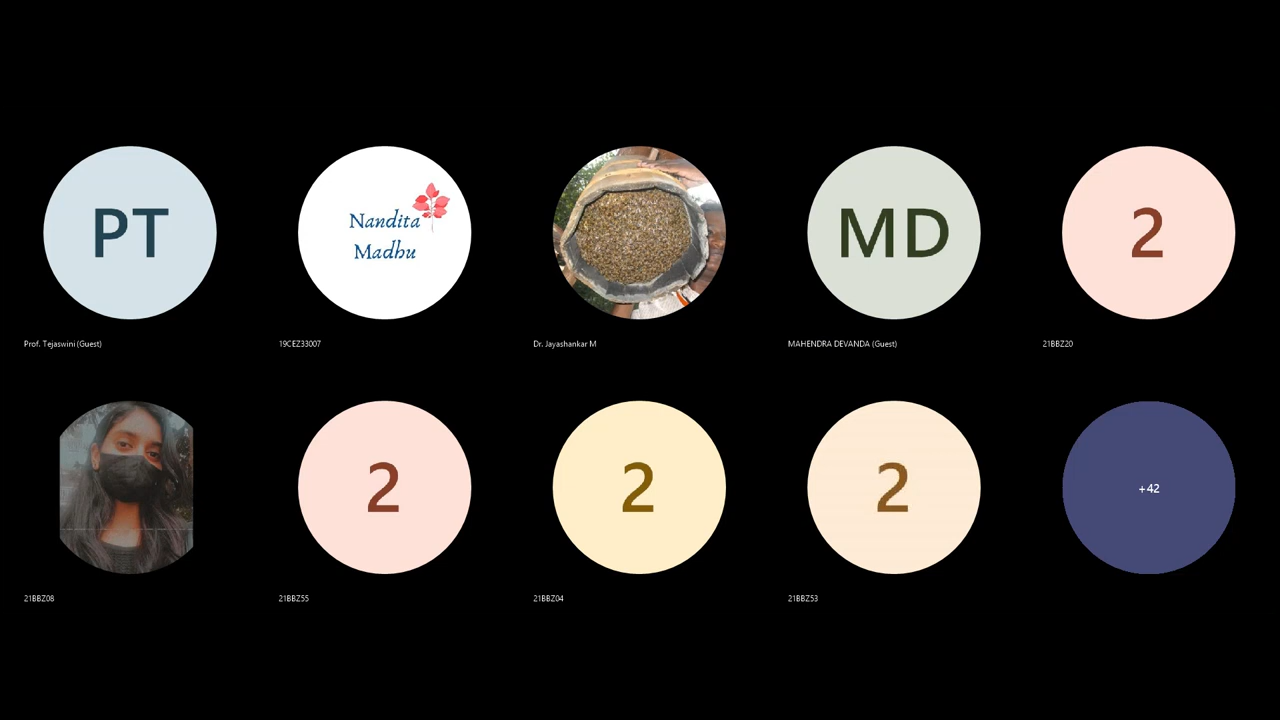 PT
Nandita
Madhu
MD
2
Prof. Tejaswini (Guest)
19CEZ33007
Dr. Jayashankar M
MAHENDRA DEVANDA (Guest)
21BBZ20
2
2
2
+42
21BBZ08
21BBZ55
21BBZ04
21BBZ53